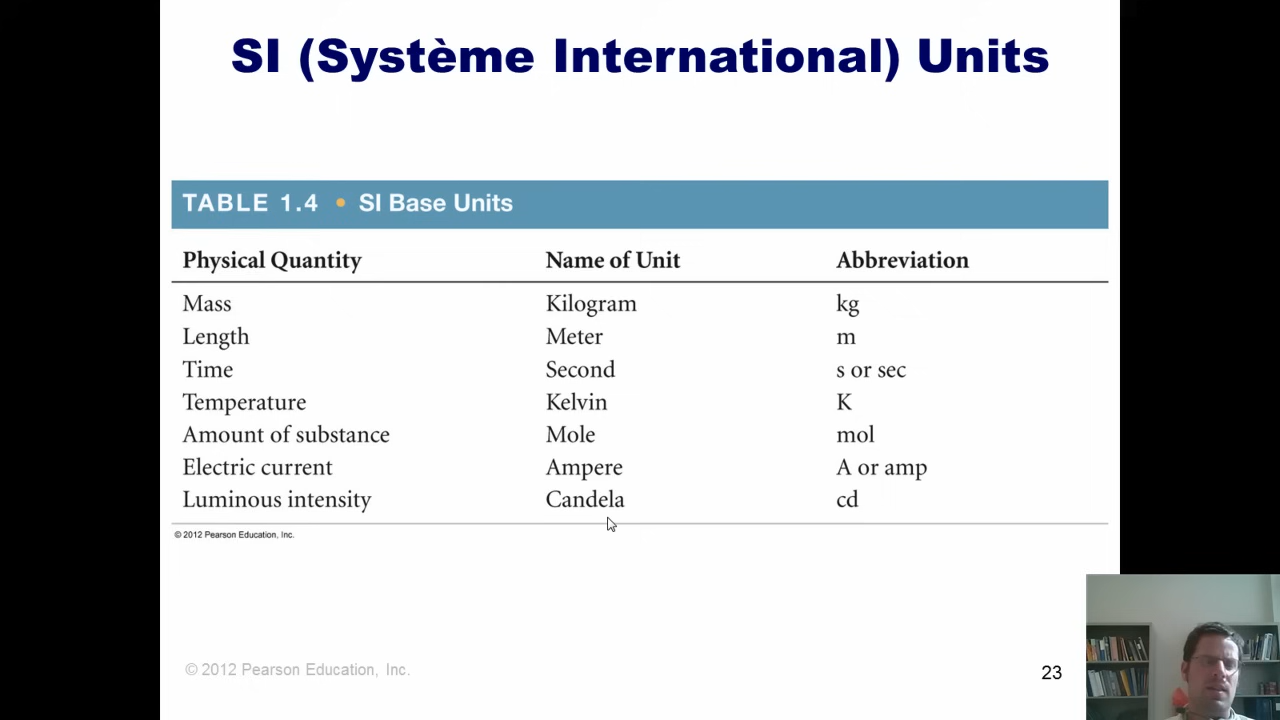 SI (Système International) Units
TABLE 1.4 • SI Base Units
Physical Quantity Name of Unit Abbreviation
Mass Kilogram kg
Length Meter m
Time Second s or sec
Temperature Kelvin K
Amount of substance Mole mol
Electric current Ampere A or amp
Luminous intensity Candela cd
© 2012 Pearson Education, Inc.
© 2012 Pearson Education, Inc.
23